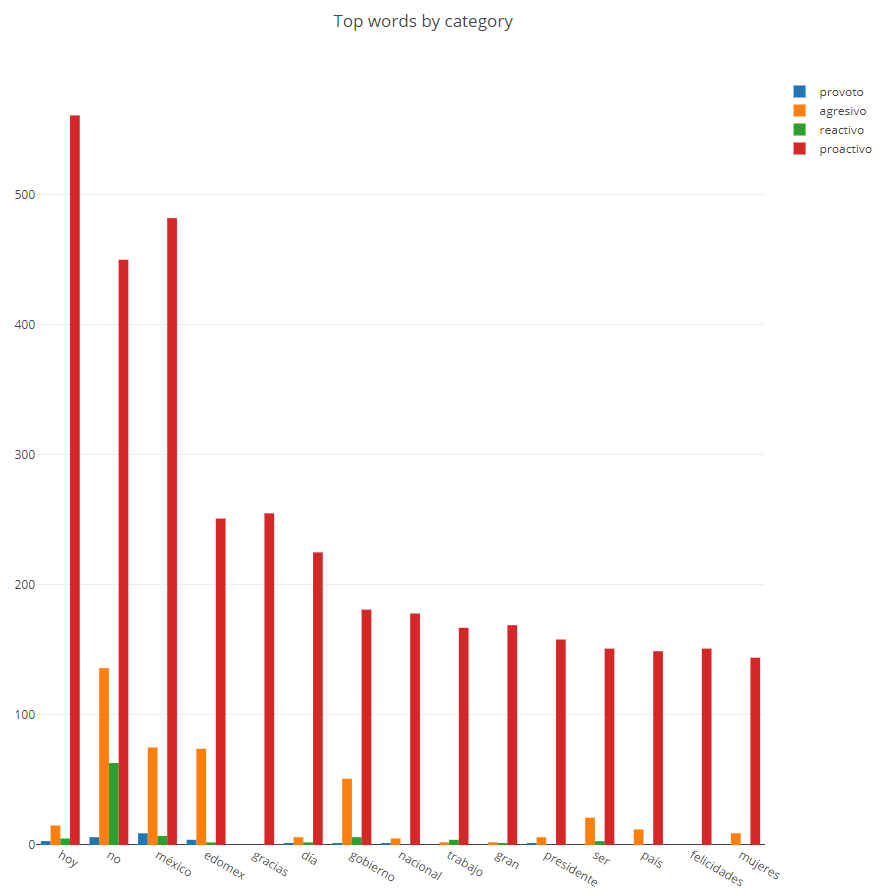 Top words by category
provoto
agresivo
reactivo
proactivo
500
400
300
200
100
0
hoy
no
méxico
edomex
gracias
día
gobierno
nacional
trabajo
gran
presidente
ser
país
felicidades
mujeres